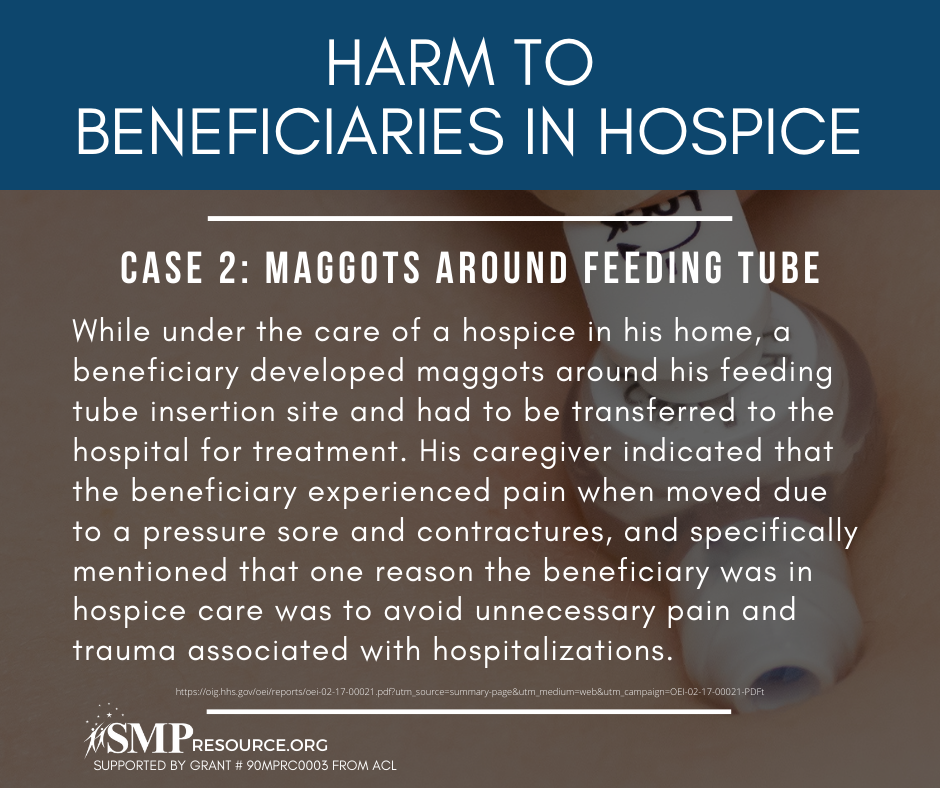 HARM TO
BENEFICIARIES IN HOSPICE
LOCK
CASE 2: MAGGOTS AROUND FEEDING TUBE
While under the care of a hospice in his home, a
beneficiary developed maggots around his feeding
tube insertion site and had to be transferred to the
hospital for treatment. His caregiver indicated that
the beneficiary experienced pain when moved due
to a pressure sore and contractures, and specifically
mentioned that one reason the beneficiary was in
hospice care was to avoid unnecessary pain and
trauma associated with hospitalizations.
https://oig.hhs.gov/oei/reports/oei-02-17-00021.pdf?utm_source=summary-page&utm_medium=web&utm_campaign=OEI-02-17-00021-PDFt
SMP RESOURCE.ORG
SUPPORTED BY GRANT # 90MPRC0003 FROM ACL